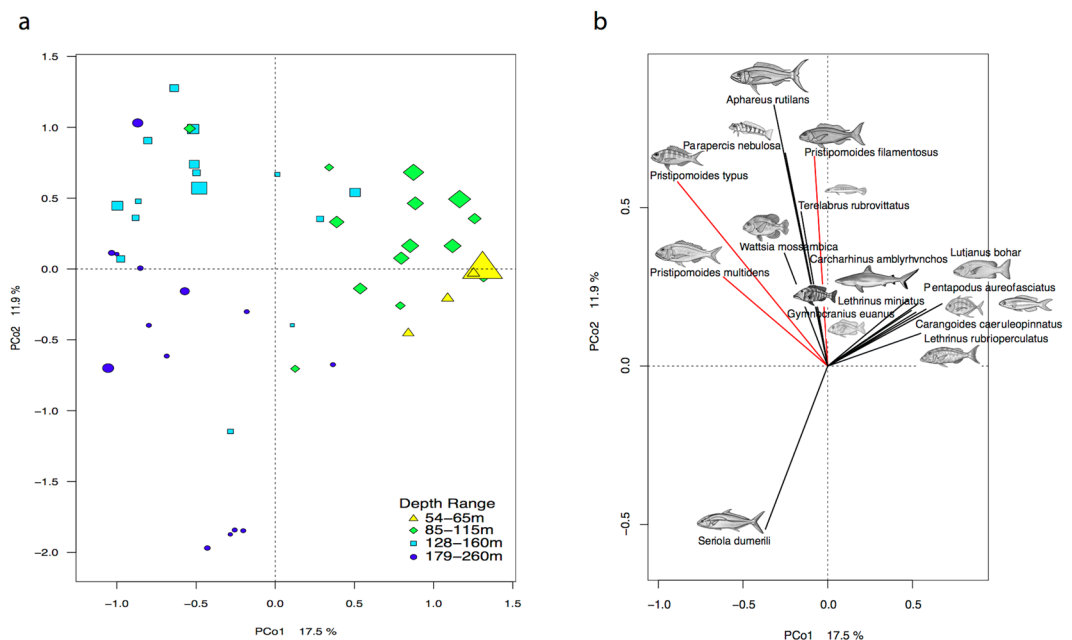 a
1.5
1.0
0.5
0.0
−0.5
−1.0
−1.5
−2.0
PCo2 11.9 %
−1.0
−0.5
0.0
0.5
1.0
1.5
PCo1 17.5 %
Depth Range
54−65m
85−115m
128−160m
179−260m
b
0.5
0.0
−0.5
PCo2 11.9 %
Aphareus rutilans
Parapercis nebulosa
Pristipomoides filamentosus
Pristipomoides typus
Terelabrus rubrovittatus
Wattsia mossambica
Carcharhinus amblyrhvnchos
Lutianus bohar
Pristipomoides multidens
Lethrinus miniatus
Pentapodus aureofasciatus
Gymnocranius euanus
Carangoides caeruleopinnatus
Lethrinus rubrioperculatus
Seriola dumerili
−1.0
−0.5
0.0
0.5
PCo1 17.5 %